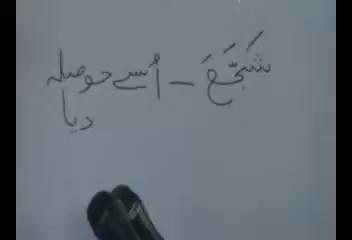 شَجَّعَ – اُسے حوصلہ
دیا